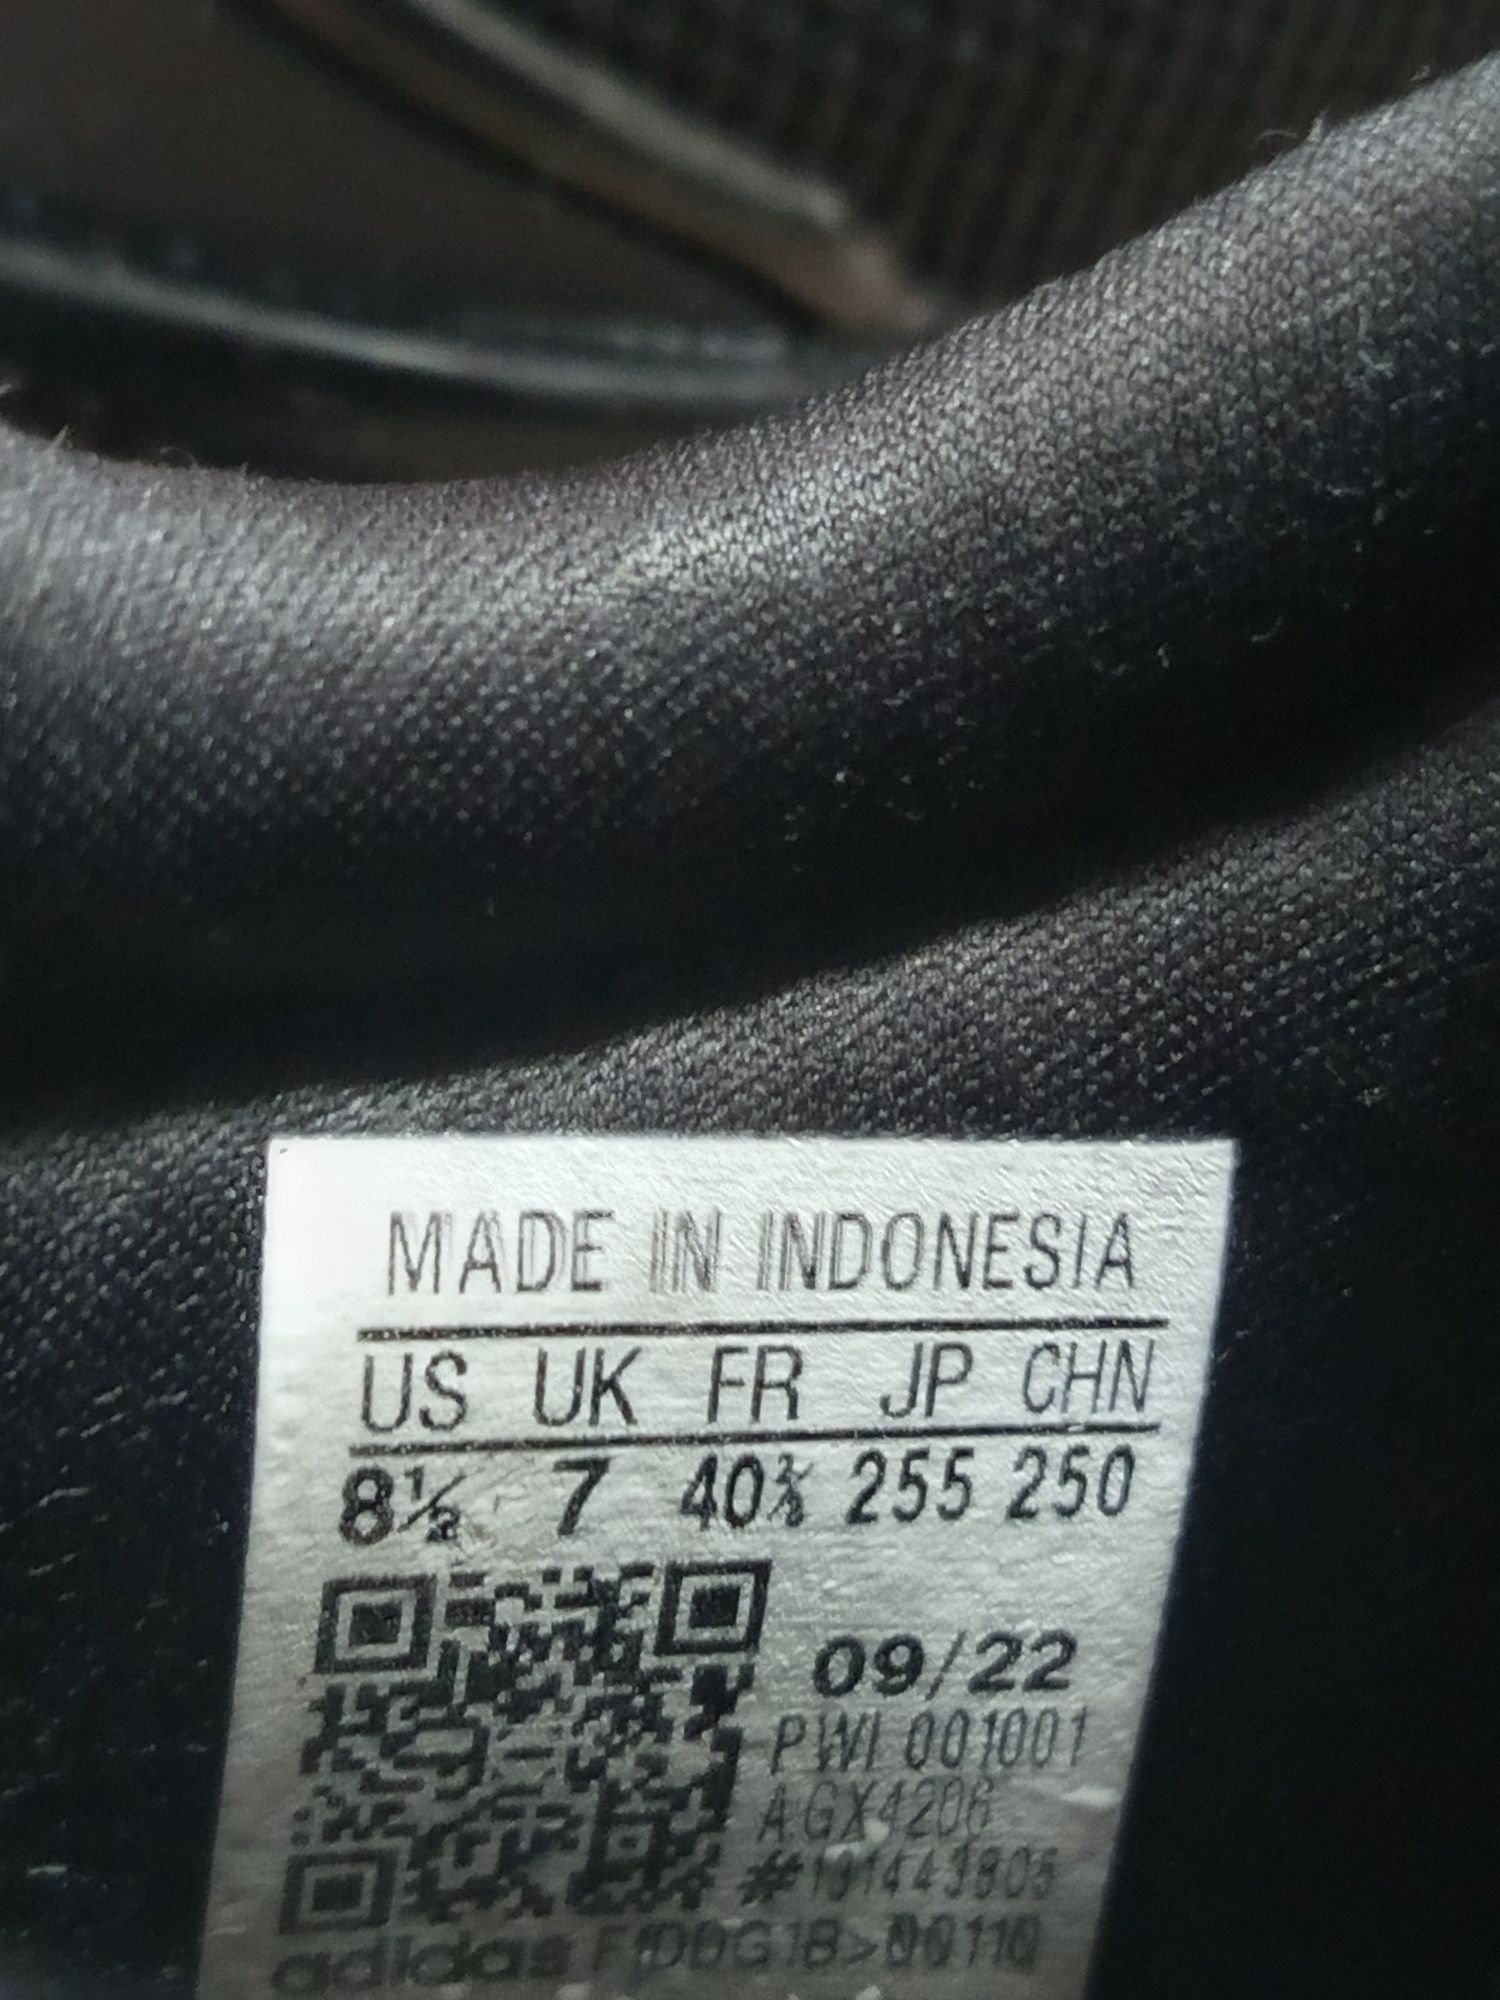 MADE IN INDONESIA
US UK FR JP CHN
8½ 7 40⅔ 255 250
09/22
PWI 001001
A GX4206
adidas